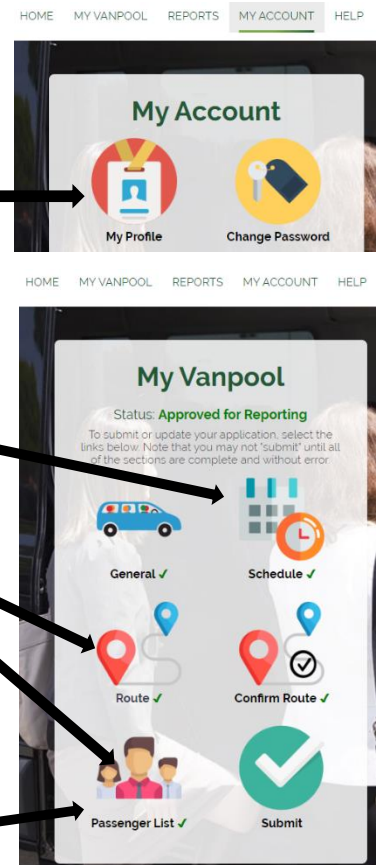 HOME MY VANPOOL REPORTS MY ACCOUNT HELP
My Account
My Profile Change Password
HOME MY VANPOOL REPORTS MY ACCOUNT HELP
My Vanpool
Status: Approved for Reporting
To submit or update your application, select the
links below. Note that you may not "submit" until all
of the sections are complete and without error.
General ✓ Schedule ✓
Route ✓ Confirm Route ✓
Passenger List ✓ Submit